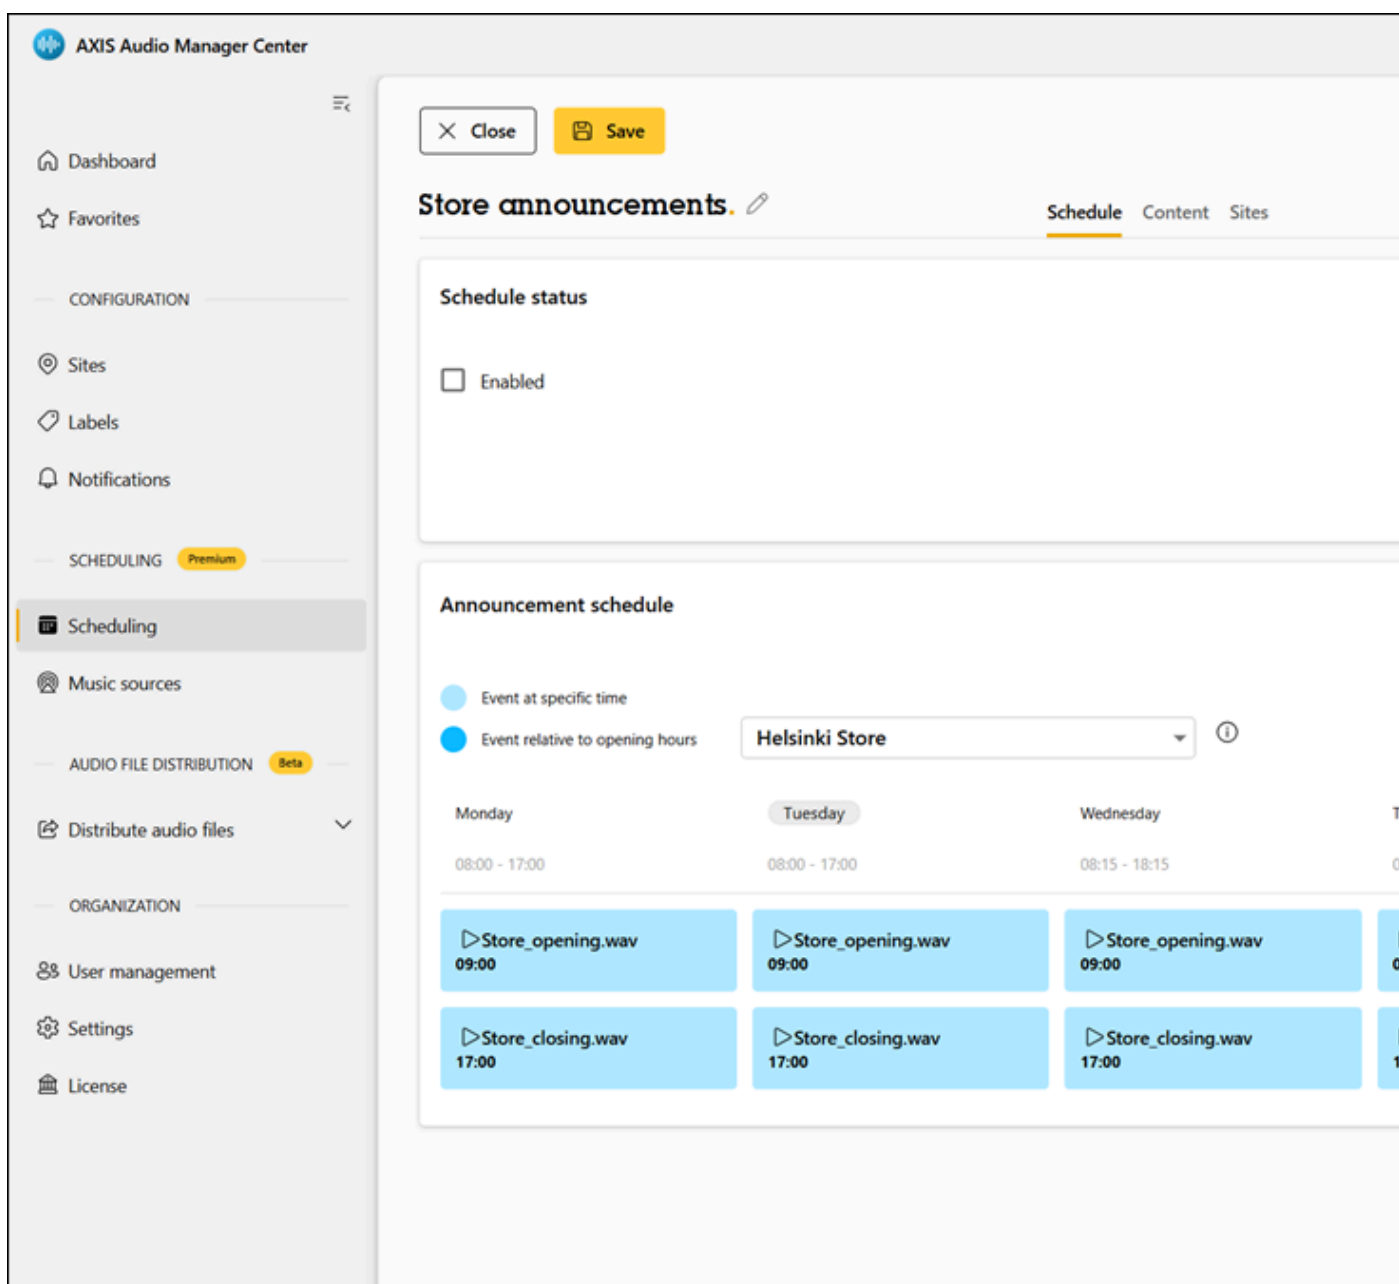 AXIS Audio Manager Center
Close
Save
Dashboard
Favorites
Store announcements.
Schedule Content Sites
CONFIGURATION
Schedule status
Sites
Enabled
Labels
Notifications
SCHEDULING Premium
Announcement schedule
Scheduling
Music sources
Event at specific time
Event relative to opening hours
Helsinki Store
AUDIO FILE DISTRIBUTION Beta
Distribute audio files
Monday Tuesday Wednesday
08:00 - 17:00 08:00 - 17:00 08:15 - 18:15
ORGANIZATION
Store_opening.wav Store_opening.wav Store_opening.wav
09:00 09:00 09:00
User management
Settings
Store_closing.wav Store_closing.wav Store_closing.wav
17:00 17:00 17:00
License